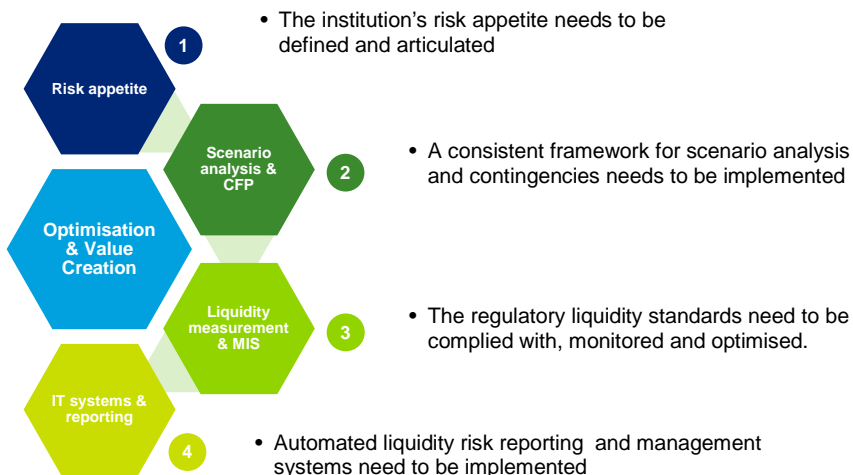 • The institution's risk appetite needs to be
defined and articulated
1
Risk appetite
Scenario
analysis &
CFP
2
• A consistent framework for scenario analysis
and contingencies needs to be implemented
Optimisation
& Value
Creation
Liquidity
measurement
& MIS
3
• The regulatory liquidity standards need to be
complied with, monitored and optimised.
IT systems &
reporting
4
• Automated liquidity risk reporting and management
systems need to be implemented